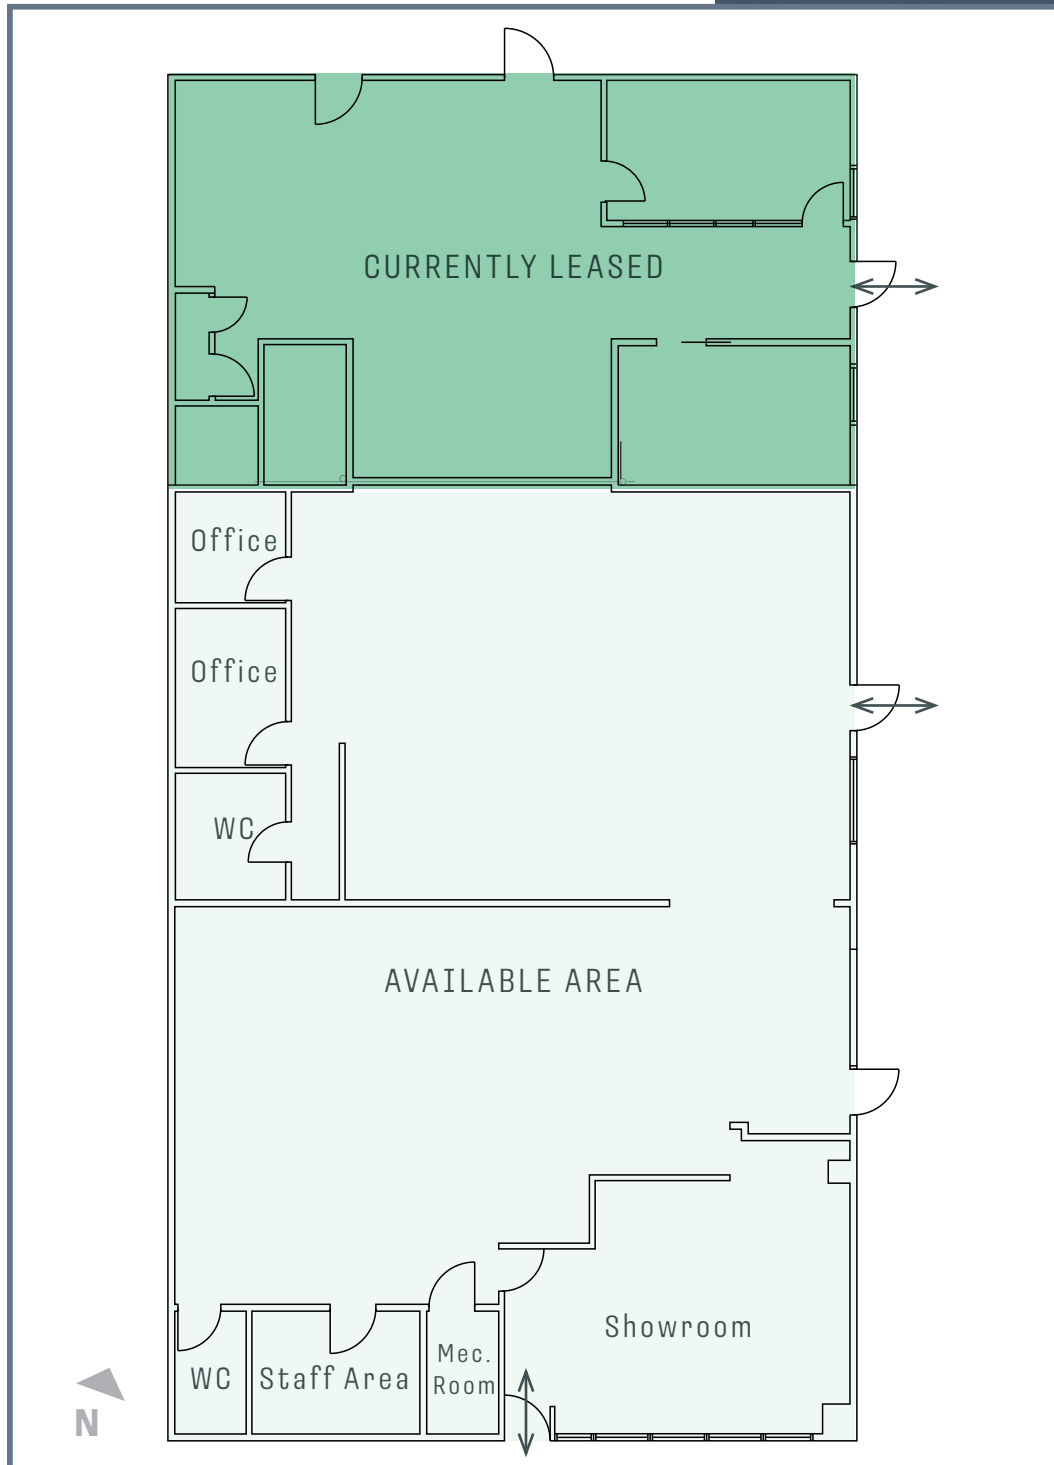 CURRENTLY LEASED
Office
Office
WC
AVAILABLE AREA
Showroom
Mec.
Room
WC
Staff Area
N